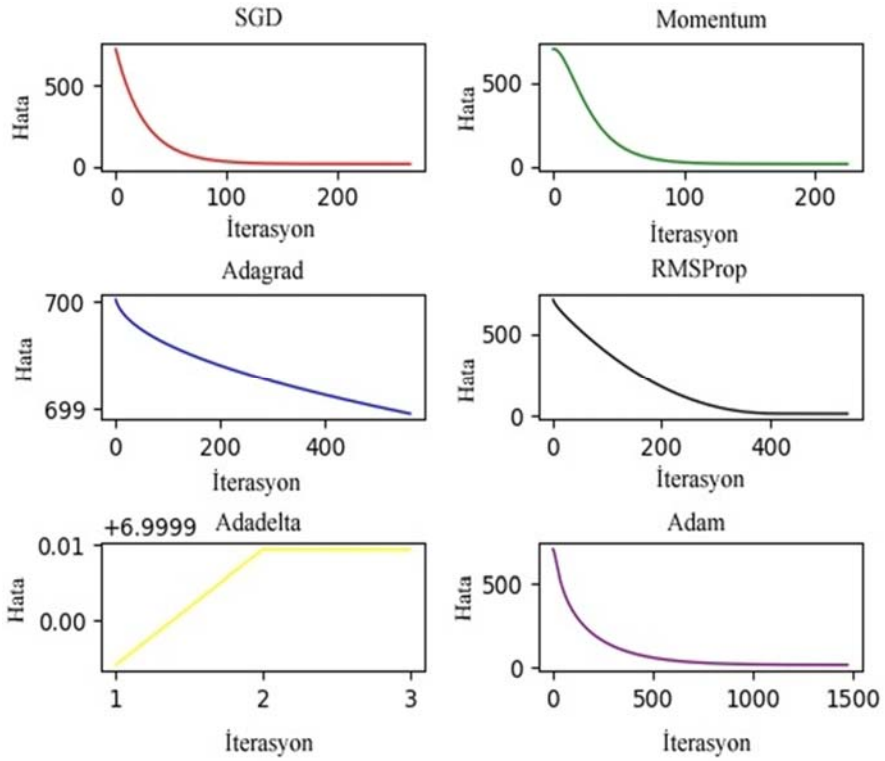 SGD
500
0
Hata
0 100 200
İterasyon
Momentum
500
0
Hata
0 100 200
İterasyon
Adagrad
700
699
Hata
0 200 400
İterasyon
RMSProp
500
0
Hata
0 200 400
İterasyon
+6.9999 Adadelta
0.01
0.00
Hata
1 2 3
İterasyon
Adam
500
0
Hata
0 500 1000 1500
İterasyon